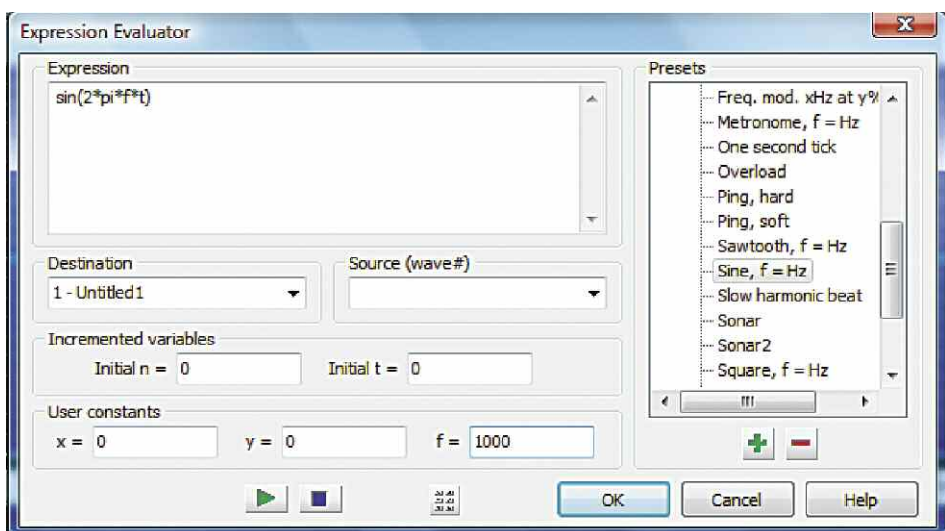 Expression Evaluator
Expression
sin(2*pi*f*t)
Destination
1 - Untitled1
Source (wave#)
Incremented variables
Initial n = 0
Initial t = 0
User constants
x = 0
y = 0
f = 1000
Presets
Freq. mod. xHz at y%
Metronome, f = Hz
One second tick
Overload
Ping, hard
Ping, soft
Sawtooth, f = Hz
Sine, f = Hz
Slow harmonic beat
Sonar
Sonar2
Square, f = Hz
OK
Cancel
Help